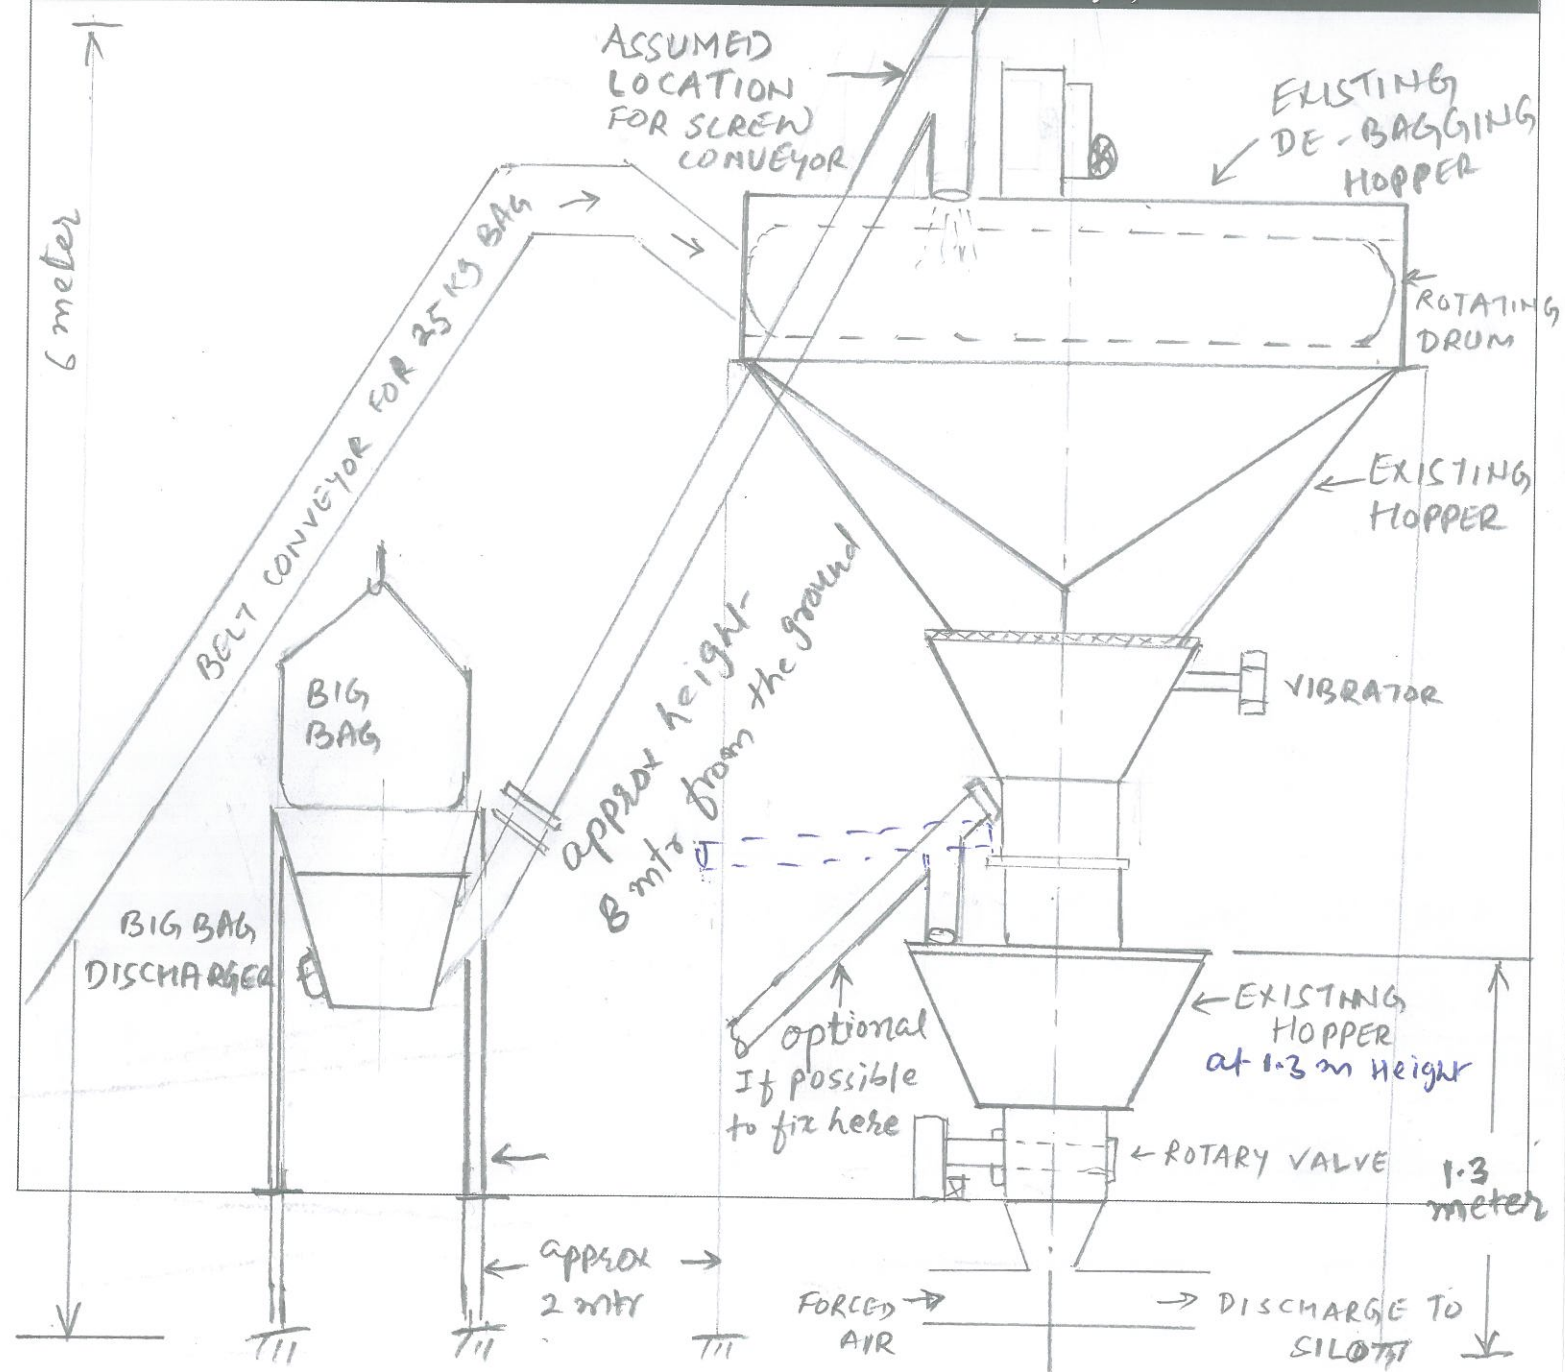 ASSUMED
LOCATION
FOR SCREW
CONVEYOR
EXISTING
DE-BAGGING
HOPPER
6 meter
BELT CONVEYOR FOR 25 Kg BAG
ROTATING
DRUM
EXISTING
HOPPER
approx height-
8 mtr from the ground
BIG
BAG
VIBRATOR
BIG BAG
DISCHARGER
optional
If possible
to fix here
EXISTNNG
HOPPER
at 1.3 m Height
ROTARY VALVE
1.3
meter
approx
2 mtr
FORCED
AIR
DISCHARGE TO
SILO